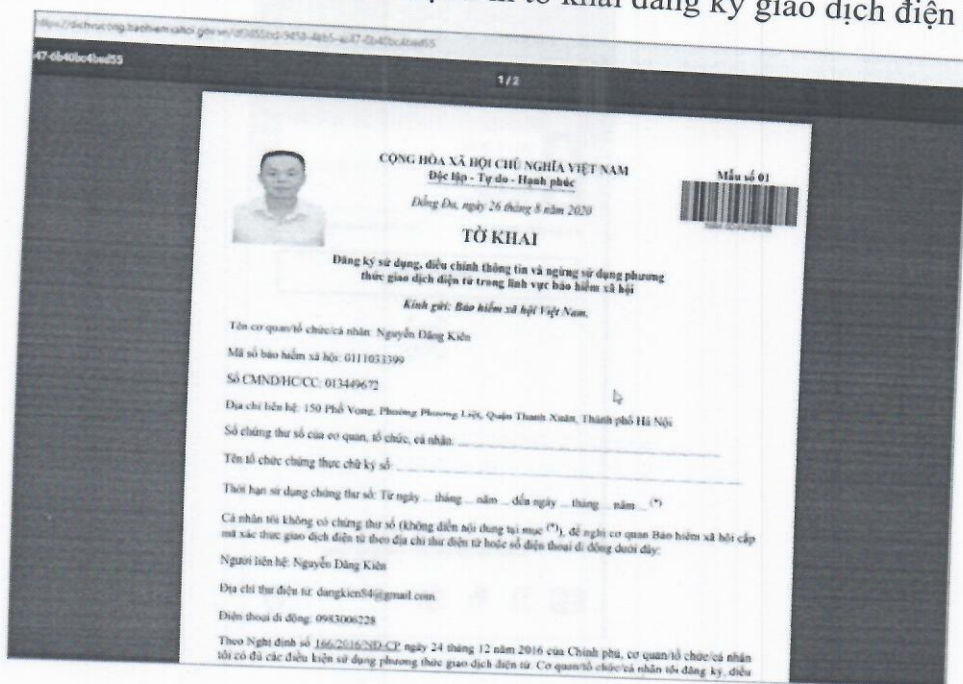 in tờ khai đăng ký giao dịch điện
47-6b40bc4bed55
1/2
CỘNG HÒA XÃ HỘI CHỦ NGHĨA VIỆT NAM
Độc lập - Tự do - Hạnh phúc
Mẫu số 01
Đống Đa, ngày 26 tháng 8 năm 2020
TỜ KHAI
Đăng ký sử dụng, điều chỉnh thông tin và ngừng sử dụng phương
thức giao dịch điện tử trong lĩnh vực bảo hiểm xã hội
Kính gửi: Bảo hiểm xã hội Việt Nam.
Tên cơ quan/tổ chức/cá nhân: Nguyễn Đăng Kiên
Mã số bảo hiểm xã hội: 0111033399
Số CMND/HC/CC: 013449672
Địa chỉ liên hệ: 150 Phố Vọng, Phường Phương Liệt, Quận Thanh Xuân, Thành phố Hà Nội
Số chứng thư số của cơ quan, tổ chức, cá nhân:
Tên tổ chức chứng thực chữ ký số:
Thời hạn sử dụng chứng thư số: Từ ngày ... tháng ... năm ... đến ngày ... tháng ... năm ... (*)
Cá nhân tôi không có chứng thư số (không điền nội dung tại mục (*)), đề nghị cơ quan Bảo hiểm xã hội cấp
mã xác thực giao dịch điện tử theo địa chỉ thư điện tử hoặc số điện thoại di động dưới đây:
Người liên hệ: Nguyễn Đăng Kiên
Địa chỉ thư điện tử: dangkien84@gmail.com
Điện thoại di động: 0983006228
Theo Nghị định số 166/2016/NĐ-CP ngày 24 tháng 12 năm 2016 của Chính phủ, cơ quan/tổ chức/cá nhân
tôi có đủ các điều kiện sử dụng phương thức giao dịch điện tử. Cơ quan/tổ chức/cá nhân tôi đăng ký, điều